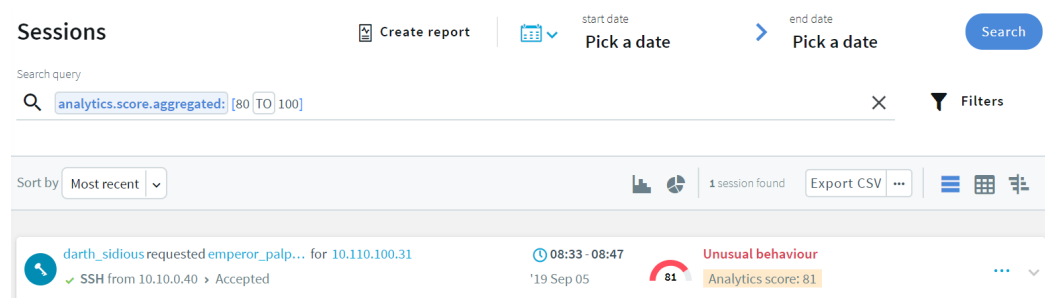 Sessions
Create report
start date
Pick a date
end date
Pick a date
Search
Search query
analytics.score.aggregated: [80 TO 100]
Filters
Sort by Most recent
1 session found
Export CSV ...
darth_sidious requested emperor_palp... for 10.110.100.31
08:33 - 08:47
Unusual behaviour
SSH from 10.10.0.40 > Accepted
'19 Sep 05
81
Analytics score: 81
...